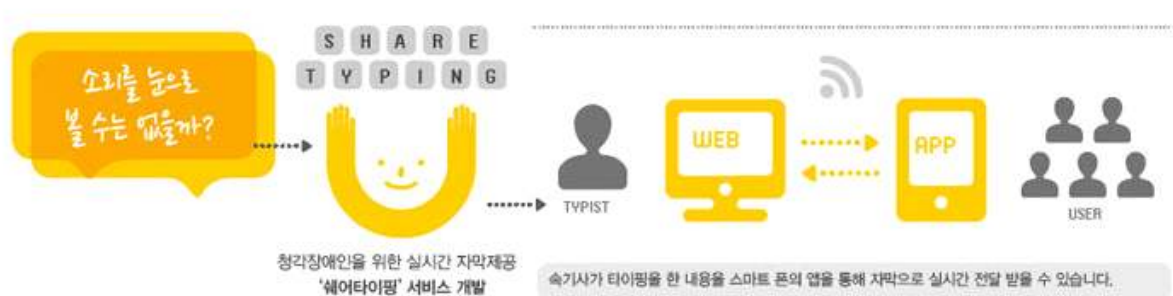 소리를 눈으로
볼 수는 없을까?
SHARE
TYPING
청각장애인을 위한 실시간 자막제공
'쉐어타이핑' 서비스 개발
TYPIST
WEB
APP
USER
속기사가 타이핑을 한 내용을 스마트 폰의 앱을 통해 자막으로 실시간 전달 받을 수 있습니다.